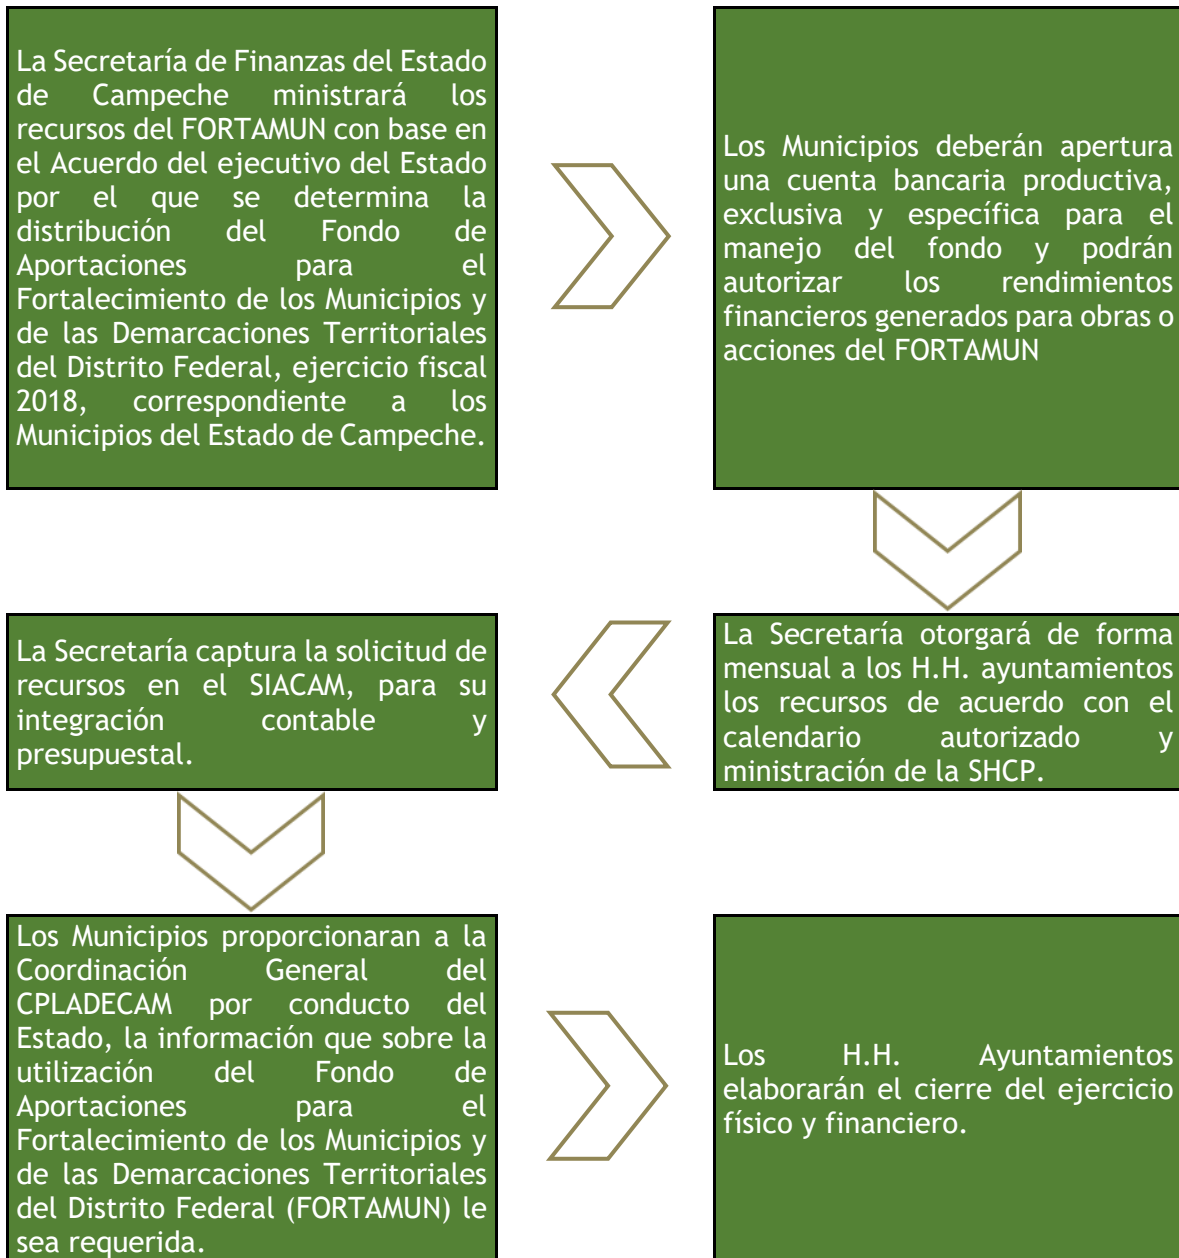 La Secretaría de Finanzas del Estado
de Campeche ministrará los
recursos del FORTAMUN con base en
el Acuerdo del ejecutivo del Estado
por el que se determina la
distribución del Fondo de
Aportaciones para el
Fortalecimiento de los Municipios y
de las Demarcaciones Territoriales
del Distrito Federal, ejercicio fiscal
2018, correspondiente a los
Municipios del Estado de Campeche.
Los Municipios deberán apertura
una cuenta bancaria productiva,
exclusiva y específica para el
manejo del fondo y podrán
autorizar los rendimientos
financieros generados para obras o
acciones del FORTAMUN
La Secretaría otorgará de forma
mensual a los H.H. ayuntamientos
los recursos de acuerdo con el
calendario autorizado y
ministración de la SHCP.
La Secretaría captura la solicitud de
recursos en el SIACAM, para su
integración contable y
presupuestal.
Los Municipios proporcionaran a la
Coordinación General del
CPLADECAM por conducto del
Estado, la información que sobre la
utilización del Fondo de
Aportaciones para el
Fortalecimiento de los Municipios y
de las Demarcaciones Territoriales
del Distrito Federal (FORTAMUN) le
sea requerida.
Los H.H. Ayuntamientos
elaborarán el cierre del ejercicio
físico y financiero.